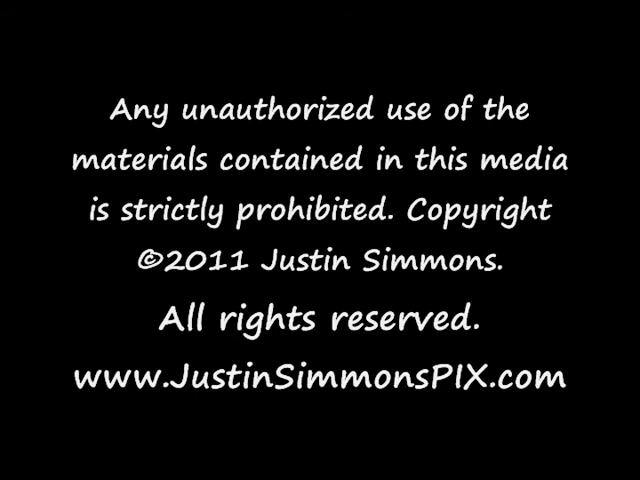 Any unauthorized use of the
materials contained in this media
is strictly prohibited. Copyright
©2011 Justin Simmons.
All rights reserved.
www.JustinSimmonsPIX.com